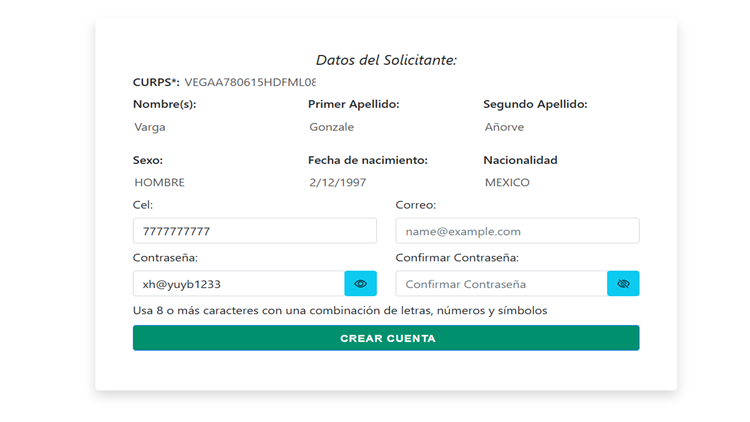 Datos del Solicitante:
CURPS*: VEGAA780615HDFML08
Nombre(s): Primer Apellido: Segundo Apellido:
Varga Gonzale Añorve
Sexo: Fecha de nacimiento: Nacionalidad
HOMBRE 2/12/1997 MEXICO
Cel: Correo:
7777777777 name@example.com
Contraseña: Confirmar Contraseña:
xh@yuyb1233 Confirmar Contraseña
Usa 8 o más caracteres con una combinación de letras, números y símbolos
CREAR CUENTA